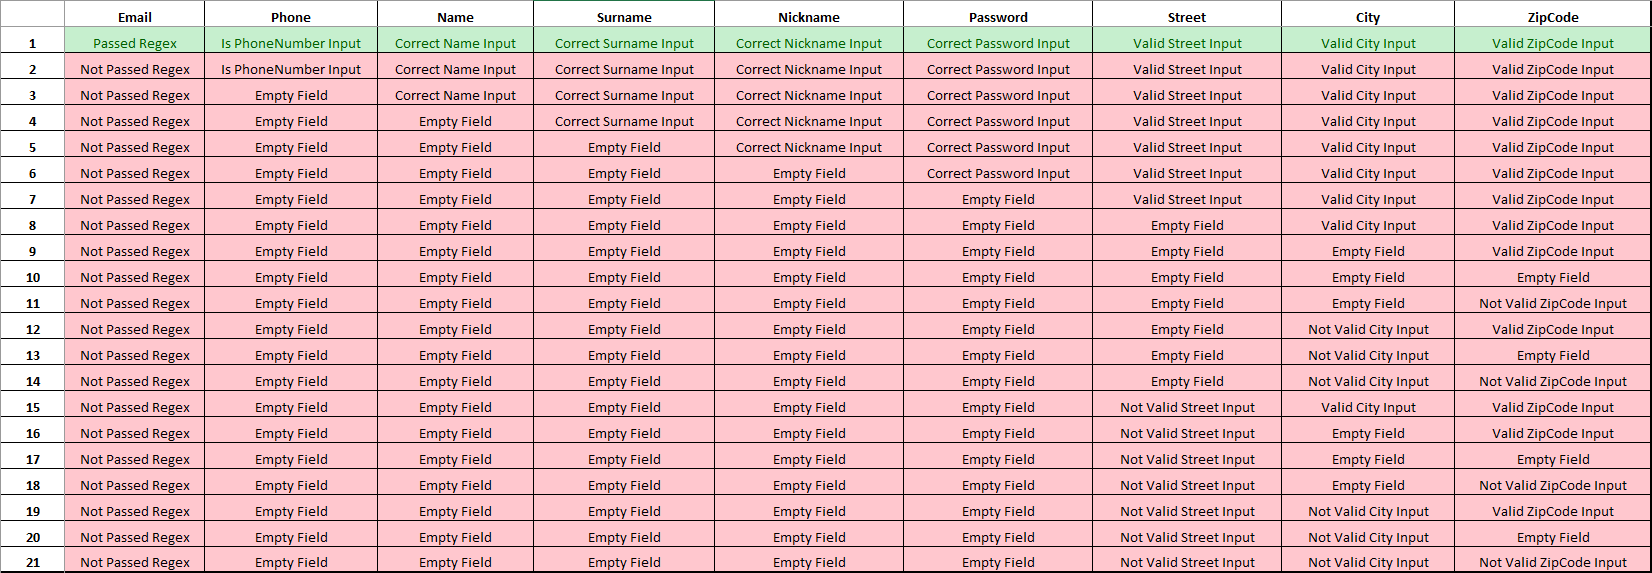 Email Phone Name Surname Nickname Password Street City ZipCode
1 Passed Regex Is PhoneNumber Input Correct Name Input Correct Surname Input Correct Nickname Input Correct Password Input Valid Street Input Valid City Input Valid ZipCode Input
2 Not Passed Regex Is PhoneNumber Input Correct Name Input Correct Surname Input Correct Nickname Input Correct Password Input Valid Street Input Valid City Input Valid ZipCode Input
3 Not Passed Regex Empty Field Correct Name Input Correct Surname Input Correct Nickname Input Correct Password Input Valid Street Input Valid City Input Valid ZipCode Input
4 Not Passed Regex Empty Field Empty Field Correct Surname Input Correct Nickname Input Correct Password Input Valid Street Input Valid City Input Valid ZipCode Input
5 Not Passed Regex Empty Field Empty Field Empty Field Correct Nickname Input Correct Password Input Valid Street Input Valid City Input Valid ZipCode Input
6 Not Passed Regex Empty Field Empty Field Empty Field Empty Field Correct Password Input Valid Street Input Valid City Input Valid ZipCode Input
7 Not Passed Regex Empty Field Empty Field Empty Field Empty Field Empty Field Valid Street Input Valid City Input Valid ZipCode Input
8 Not Passed Regex Empty Field Empty Field Empty Field Empty Field Empty Field Empty Field Valid City Input Valid ZipCode Input
9 Not Passed Regex Empty Field Empty Field Empty Field Empty Field Empty Field Empty Field Empty Field Valid ZipCode Input
10 Not Passed Regex Empty Field Empty Field Empty Field Empty Field Empty Field Empty Field Empty Field Empty Field
11 Not Passed Regex Empty Field Empty Field Empty Field Empty Field Empty Field Empty Field Empty Field Not Valid ZipCode Input
12 Not Passed Regex Empty Field Empty Field Empty Field Empty Field Empty Field Empty Field Not Valid City Input Valid ZipCode Input
13 Not Passed Regex Empty Field Empty Field Empty Field Empty Field Empty Field Empty Field Not Valid City Input Empty Field
14 Not Passed Regex Empty Field Empty Field Empty Field Empty Field Empty Field Empty Field Not Valid City Input Not Valid ZipCode Input
15 Not Passed Regex Empty Field Empty Field Empty Field Empty Field Empty Field Not Valid Street Input Valid City Input Valid ZipCode Input
16 Not Passed Regex Empty Field Empty Field Empty Field Empty Field Empty Field Not Valid Street Input Empty Field Valid ZipCode Input
17 Not Passed Regex Empty Field Empty Field Empty Field Empty Field Empty Field Not Valid Street Input Empty Field Empty Field
18 Not Passed Regex Empty Field Empty Field Empty Field Empty Field Empty Field Not Valid Street Input Empty Field Not Valid ZipCode Input
19 Not Passed Regex Empty Field Empty Field Empty Field Empty Field Empty Field Not Valid Street Input Not Valid City Input Valid ZipCode Input
20 Not Passed Regex Empty Field Empty Field Empty Field Empty Field Empty Field Not Valid Street Input Not Valid City Input Empty Field
21 Not Passed Regex Empty Field Empty Field Empty Field Empty Field Empty Field Not Valid Street Input Not Valid City Input Not Valid ZipCode Input